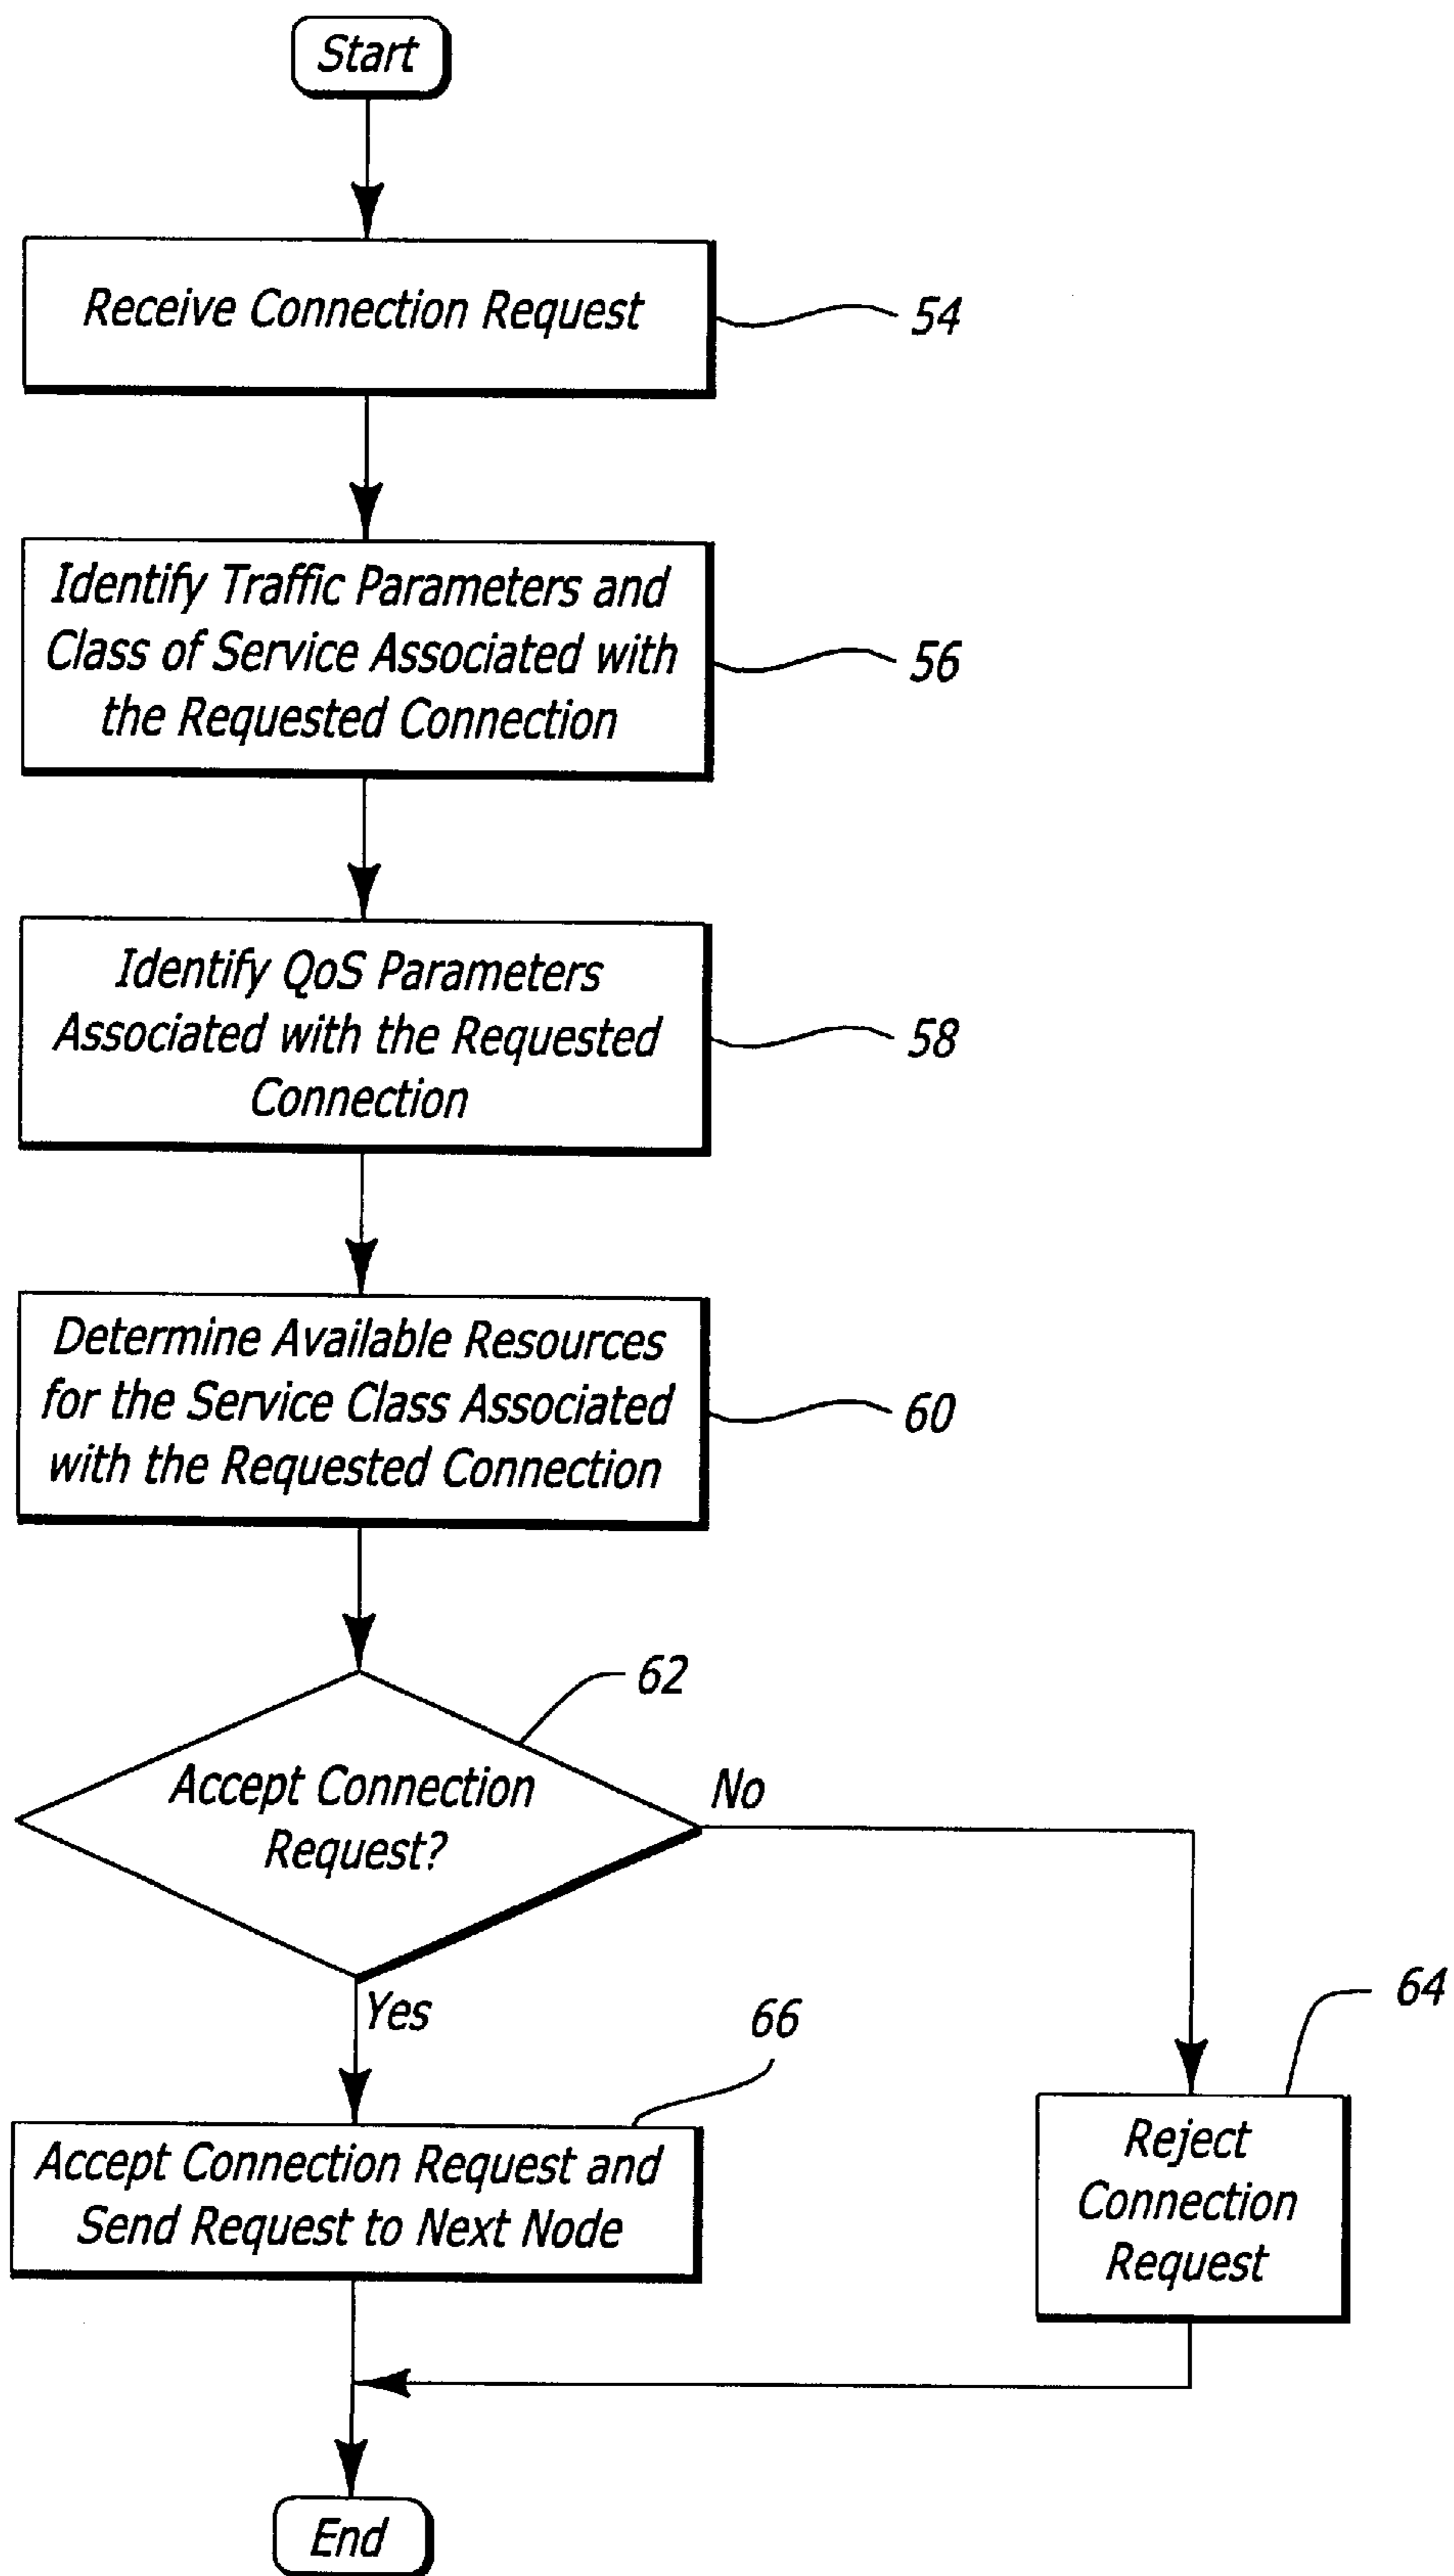 Start
Receive Connection Request
54
Identify Traffic Parameters and
Class of Service Associated with
the Requested Connection
56
Identify QoS Parameters
Associated with the Requested
Connection
58
Determine Available Resources
for the Service Class Associated
with the Requested Connection
60
62
Accept Connection
Request?
No
Yes
66
64
Accept Connection Request and
Send Request to Next Node
Reject
Connection
Request
End